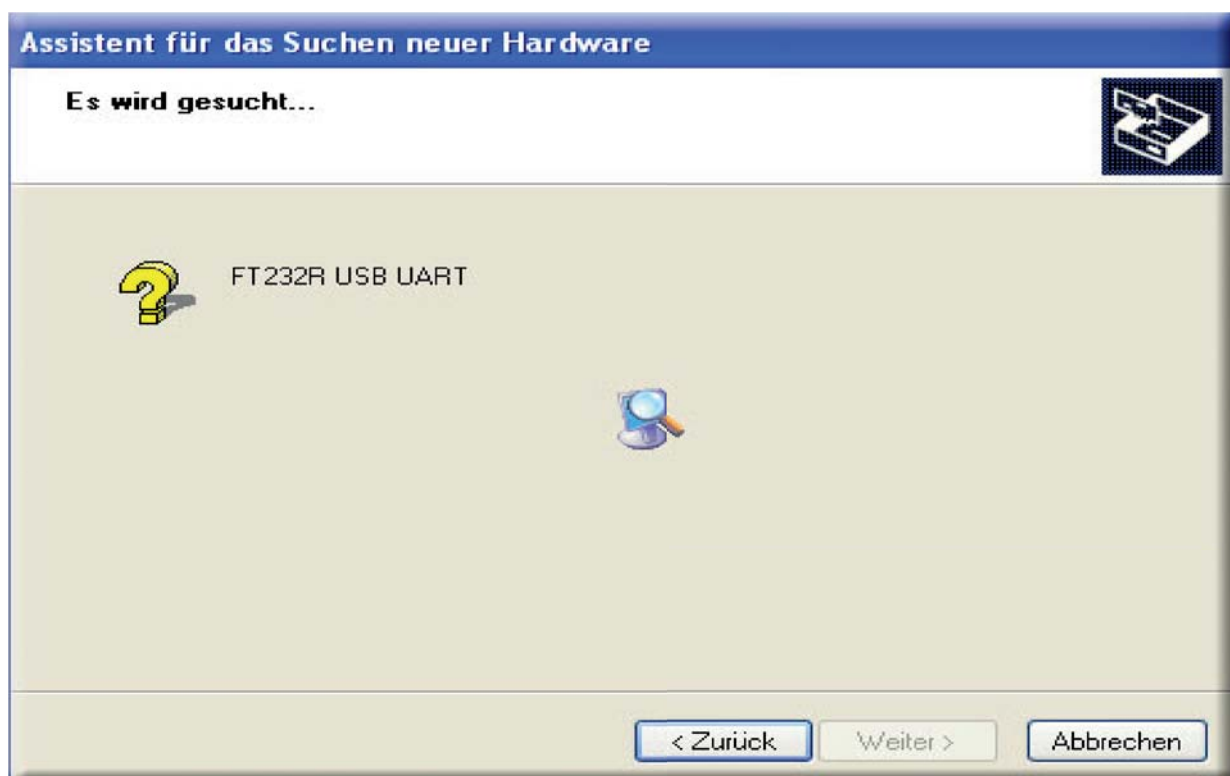 Assistent für das Suchen neuer Hardware
Es wird gesucht...
FT232R USB UART
< Zurück
Weiter >
Abbrechen